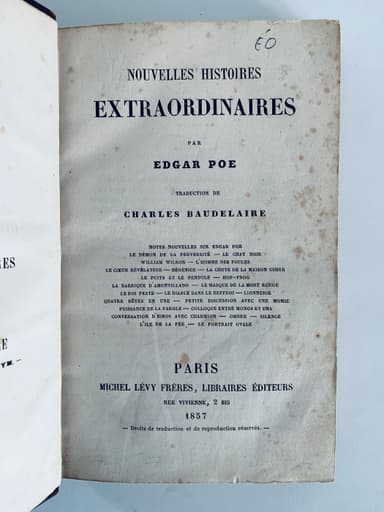 ÉO
NOUVELLES HISTOIRES
EXTRAORDINAIRES
PAR
EDGAR POE
TRADUCTION DE
CHARLES BAUDELAIRE
NOTES NOUVELLES SUR EDGAR POE
LE DÉMON DE LA PERVERSITÉ — LE CHAT NOIR
WILLIAM WILSON — L'HOMME DES FOULES
LE CŒUR RÉVÉLATEUR — BÉRÉNICE — LA CHUTE DE LA MAISON USHER
LE PUITS ET LE PENDULE — HOP-FROG
LA BARRIQUE D'AMONTILLADO — LE MASQUE DE LA MORT ROUGE
LE ROI PESTE — LE DIABLE DANS LE BEFFROI — LIONNERIE
QUATRE BÊTES EN UNE — PETITE DISCUSSION AVEC UNE MOMIE
PUISSANCE DE LA PAROLE — COLLOQUE ENTRE MONOS ET UNA
CONVERSATION D'EIROS AVEC CHARMION — OMBRE — SILENCE
L'ÎLE DE LA FÉE — LE PORTRAIT OVALE
PARIS
MICHEL LÉVY FRÈRES, LIBRAIRES ÉDITEURS
RUE VIVIENNE, 2 BIS
1857
— Droits de traduction et de reproduction réservés. —
RES
E
YM. —